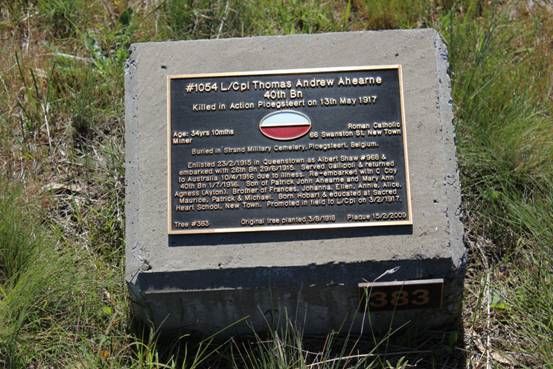 #1054 L/Cpl Thomas Andrew Ahearne
40th Bn
Killed in Action Ploegsteert on 13th May 1917
Age: 34yrs 10mths Roman Catholic
Miner 68 Swanston St. New Town
Buried in Strand Military Cemetery, Ploegsteert, Belgium.
Enlisted 23/2/1915 in Queenstown as Albert Shaw #968 &
embarked with 26th Bn 29/6/1915. Served Gallipoli & returned
to Australia 10/4/1916 due to illness. Re-embarked with C Coy
40th Bn 1/7/1916. Son of Patrick John Ahearne and Mary Ann
Agness (Ayton). Brother of Frances, Johanna, Ellen, Annie, Alice,
Maurice, Patrick & Michael. Born Hobart & educated at Sacred
Heart School, New Town. Promoted in field to L/Cpl on 3/2/1917.
Tree #383 Original tree planted 3/8/1918 Plaque 15/2/2009
383